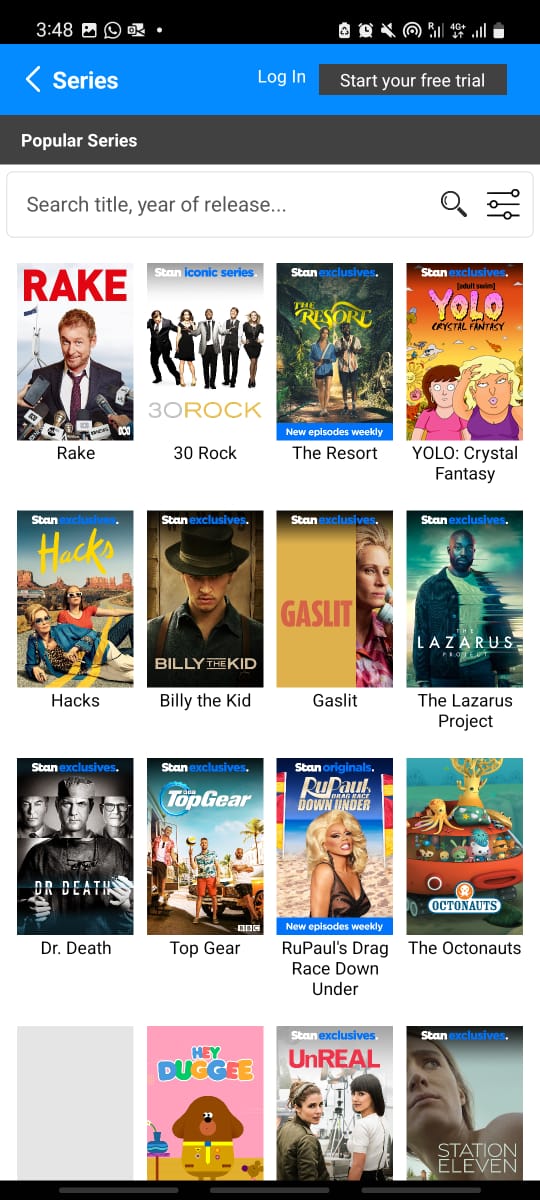 3:48
R
4G+
Series
Log In
Start your free trial
Popular Series
Search title, year of release...
RAKE
ABC
Rake
Stan iconic series.
30ROCK
30 Rock
Stan exclusives.
THE
RESORT
New episodes weekly
The Resort
Stan exclusives.
[adult swim]
YOLO
CRYSTAL FANTASY
YOLO: Crystal
Fantasy
Stan exclusives.
Hacks
Hacks
Stan exclusives.
BILLY THE KID
Billy the Kid
Stan exclusives.
GASLIT
Gaslit
Stan exclusives.
THE
LAZARUS
PROJECT
The Lazarus
Project
Stan exclusives.
DR. DEATH
Dr. Death
Stan exclusives.
BBC
TopGear
BBC
Top Gear
Stan originals.
RuPaul's
DRAG RACE
DOWN UNDER
New episodes weekly
RuPaul's Drag
Race Down
Under
OCTONAUTS
The Octonauts
HEY
DUGGEE
Stan exclusives.
UnREAL
Stan exclusives.
STATION
ELEVEN